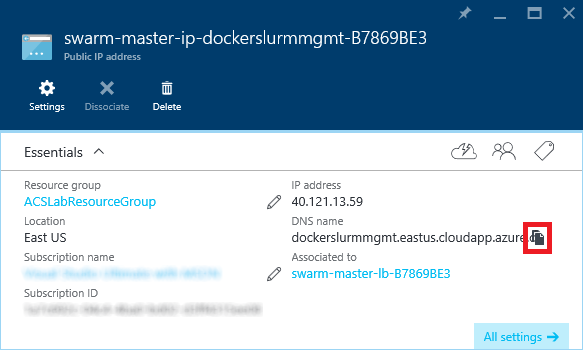 swarm-master-ip-dockerslurmmgmt-B7869BE3
Public IP address
Settings
Dissociate
Delete
Essentials
Resource group
ACSLabResourceGroup
Location
East US
Subscription name
Subscription ID
IP address
40.121.13.59
DNS name
dockerslurmmgmt.eastus.cloudapp.azure.
Associated to
swarm-master-lb-B7869BE3
All settings →